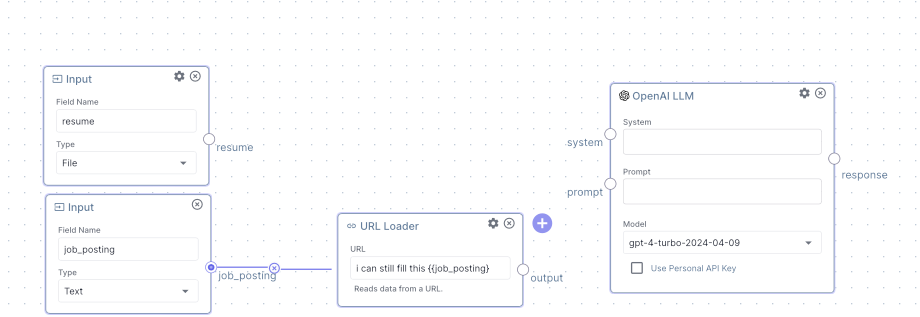 Input
Field Name
resume
Type
File
resume
Input
Field Name
job_posting
Type
Text
job_posting
URL Loader
URL
i can still fill this {{job_posting}
Reads data from a URL.
output
OpenAI LLM
System
system
Prompt
prompt
Model
gpt-4-turbo-2024-04-09
Use Personal API Key
response